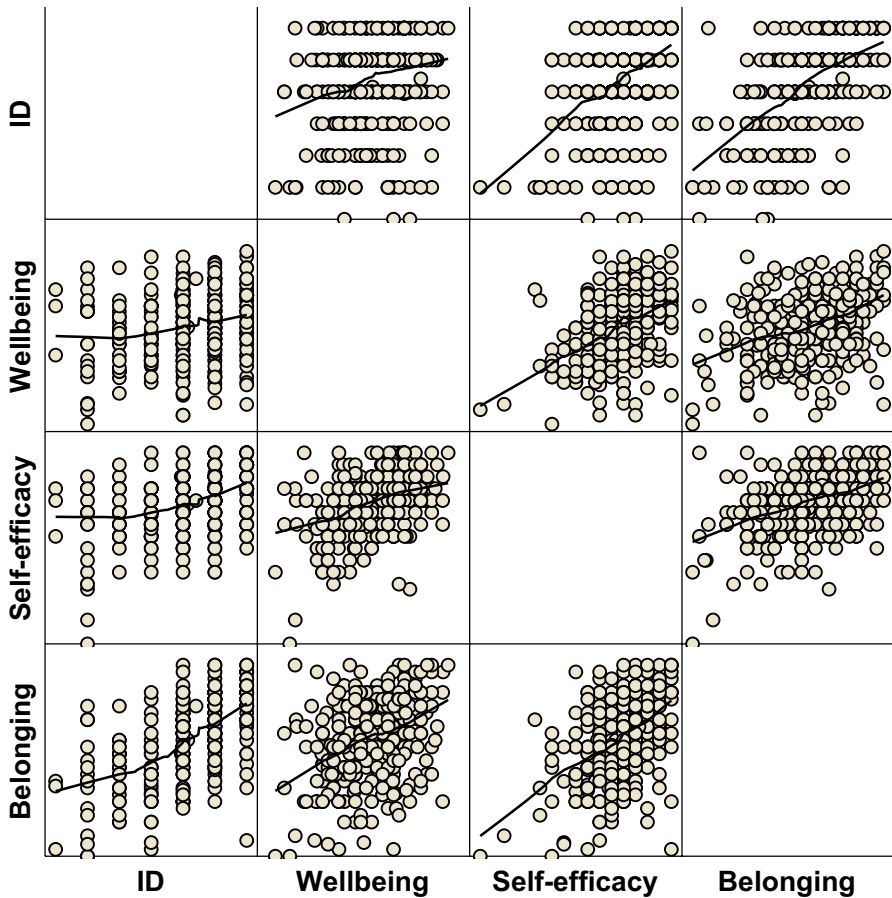 ID
Wellbeing
Self-efficacy
Belonging
ID
Wellbeing
Self-efficacy
Belonging